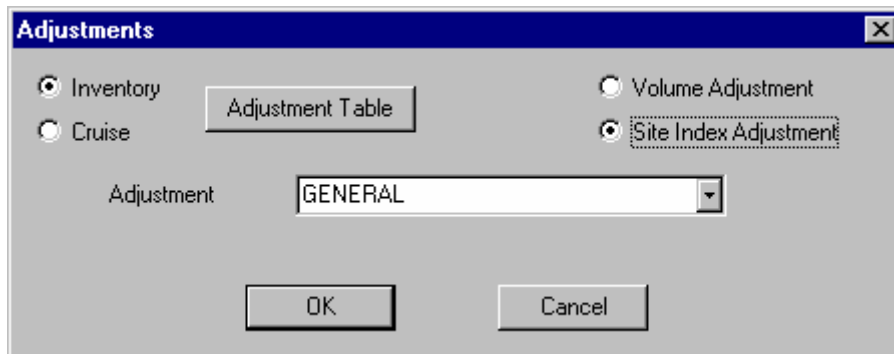 Adjustments
Inventory
Adjustment Table
Volume Adjustment
Cruise
Site Index Adjustment
Adjustment
GENERAL
OK
Cancel